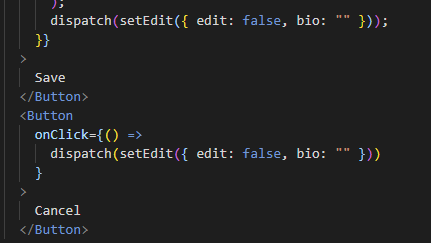 );
dispatch(setEdit({ edit: false, bio: "" }));
}}
>
Save
</Button>
<Button
onClick={() =>
dispatch(setEdit({ edit: false, bio: "" }))
}
>
Cancel
</Button>